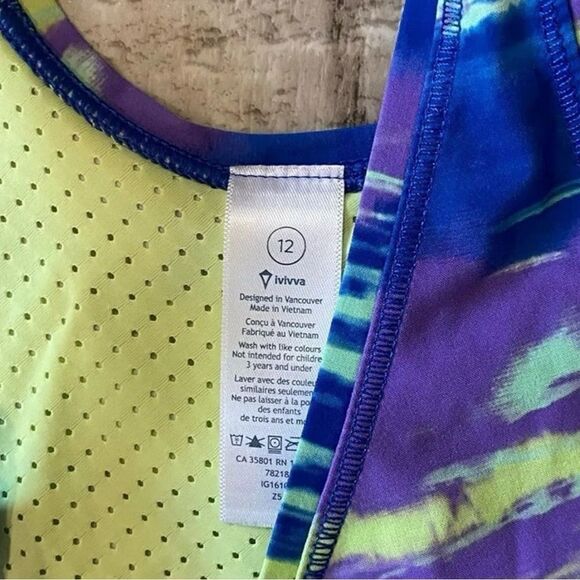 12
ivivva
Designed in Vancouver
Made in Vietnam
Conçu à Vancouver
Fabriqué au Vietnam
Wash with like colours
Not intended for
3 years and under
Laver avec des
similaires
Ne pas laisser à la
des enfants
de trois ans et
CA 35801 RN